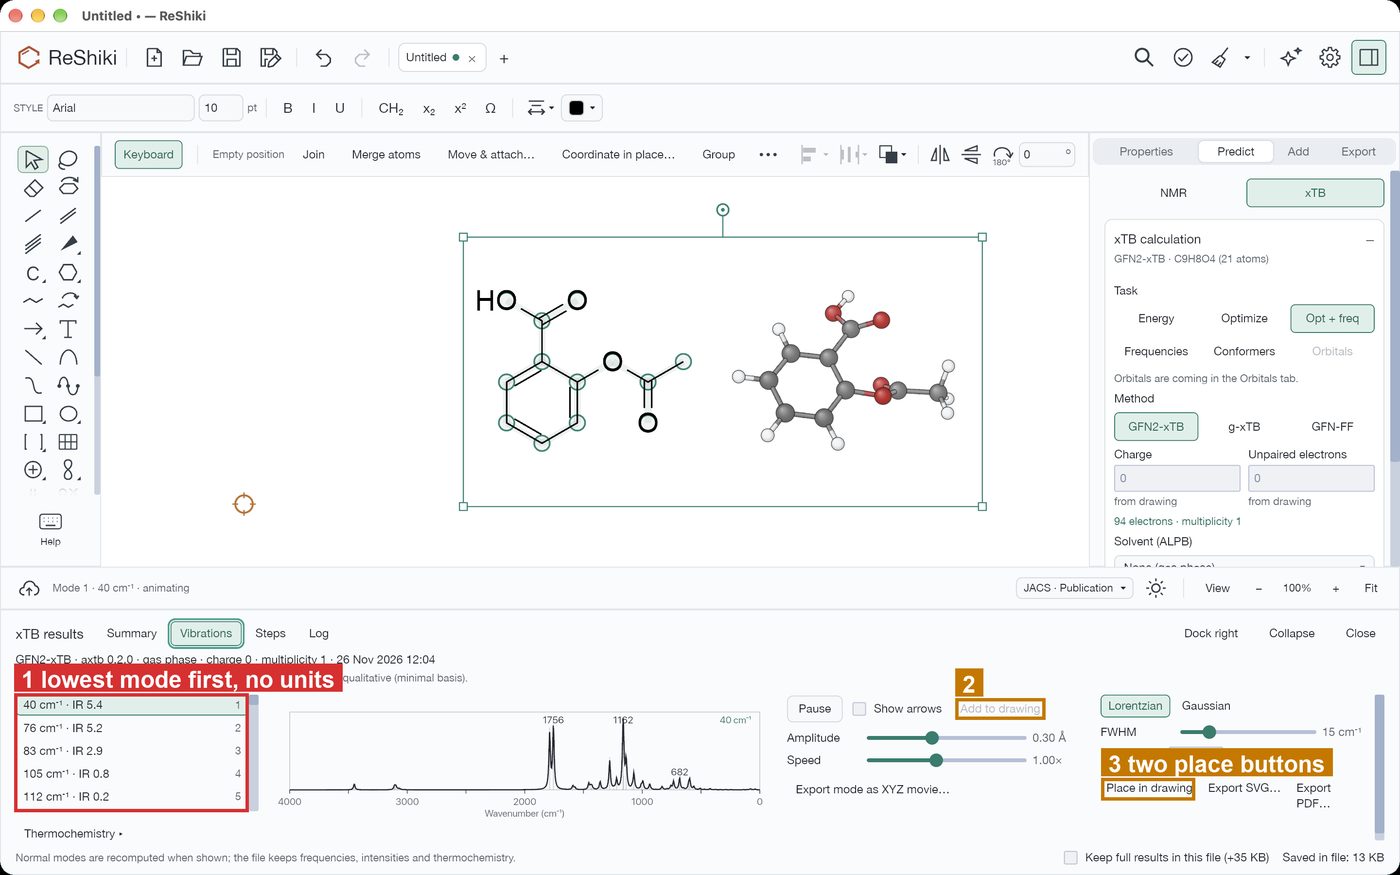 Untitled • — ReShiki
ReShiki
Untitled
STYLE Arial 10 pt B I U CH₂ x₂ x² Ω
Keyboard Empty position Join Merge atoms Move & attach... Coordinate in place... Group 180° 0 °
Properties Predict Add Export
NMR xTB
xTB calculation
GFN2-xTB · C9H8O4 (21 atoms)
Task
Energy Optimize Opt + freq
Frequencies Conformers Orbitals
Orbitals are coming in the Orbitals tab.
Method
GFN2-xTB g-xTB GFN-FF
Charge Unpaired electrons
0 0
from drawing from drawing
94 electrons · multiplicity 1
Solvent (ALPB)
HO O
O
O
C
T
Help
Mode 1 · 40 cm⁻¹ · animating
JACS · Publication View − 100% + Fit
xTB results Summary Vibrations Steps Log Dock right Collapse Close
GFN2-xTB · axtb 0.2.0 · gas phase · charge 0 · multiplicity 1 · 26 Nov 2026 12:04
1 lowest mode first, no units
qualitative (minimal basis).
40 cm⁻¹ · IR 5.4 1
76 cm⁻¹ · IR 5.2 2
83 cm⁻¹ · IR 2.9 3
105 cm⁻¹ · IR 0.8 4
112 cm⁻¹ · IR 0.2 5
1756 1162 40 cm⁻¹
682
4000 3000 2000 1000 0
Wavenumber (cm⁻¹)
2
Pause Show arrows Add to drawing
Amplitude 0.30 Å
Speed 1.00×
Export mode as XYZ movie...
Lorentzian Gaussian
FWHM 15 cm⁻¹
3 two place buttons
Place in drawing Export SVG... Export PDF...
Thermochemistry
Normal modes are recomputed when shown; the file keeps frequencies, intensities and thermochemistry.
Keep full results in this file (+35 KB) Saved in file: 13 KB